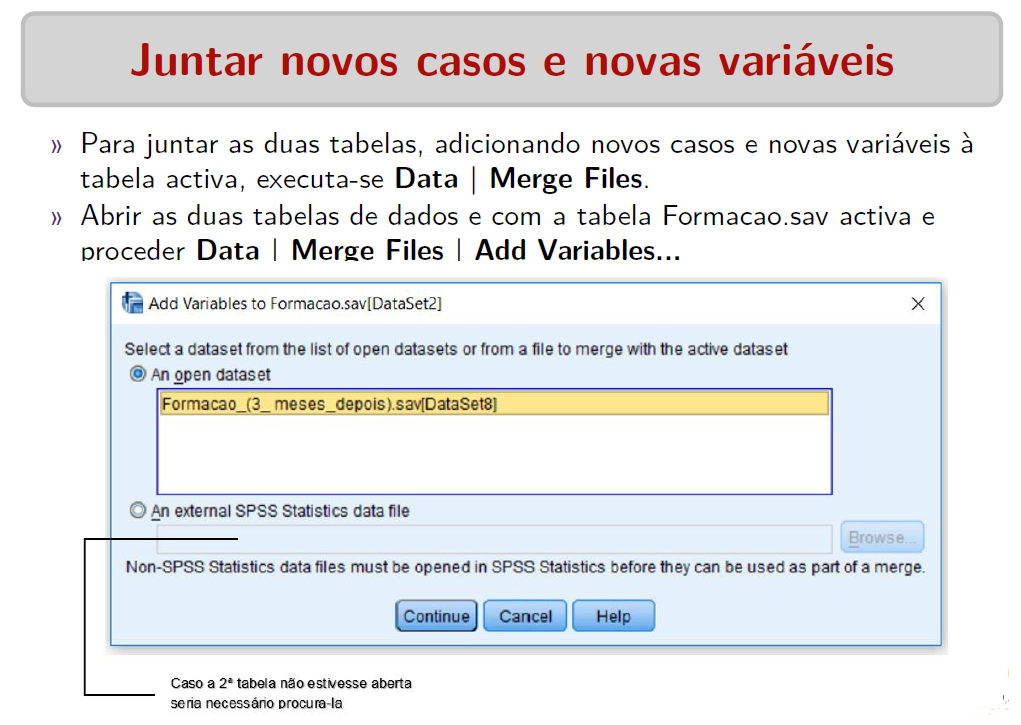 Juntar novos casos e novas variáveis
» Para juntar as duas tabelas, adicionando novos casos e novas variáveis à
tabela activa, executa-se Data | Merge Files.
» Abrir as duas tabelas de dados e com a tabela Formacao.sav activa e
proceder Data | Merge Files | Add Variables...
Add Variables to Formacao.sav[DataSet2]
Select a dataset from the list of open datasets or from a file to merge with the active dataset
An open dataset
Formacao_(3_ meses_depois).sav[DataSet8]
An external SPSS Statistics data file
Browse...
Non-SPSS Statistics data files must be opened in SPSS Statistics before they can be used as part of a merge.
Continue Cancel Help
Caso a 2ª tabela não estivesse aberta
seria necessário procura-la